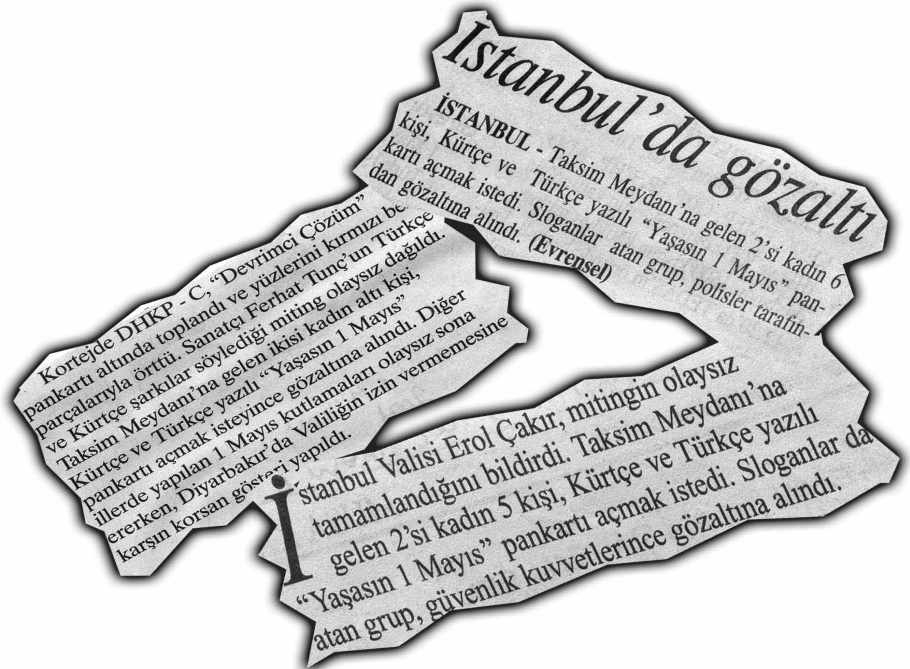 İstanbul'da gözaltı
İSTANBUL - Taksim Meydanı'na gelen 2'si kadın 6
kişi, Kürtçe ve Türkçe yazılı “Yaşasın 1 Mayıs” pan-
kartı açmak istedi. Sloganlar atan grup, polisler tarafın-
dan gözaltına alındı. (Evrensel)
Kortejde DHKP - C, “Devrimci Çözüm”
pankartı altında toplandı ve yüzlerini kırmızı be
parçalarıyla örttü. Sanatçı Ferhat Tunç'un Türkçe
ve Kürtçe şarkılar söylediği miting olaysız dağıldı.
Taksim Meydanı'na gelen ikisi kadın altı kişi,
Kürtçe ve Türkçe yazılı “Yaşasın 1 Mayıs”
pankartı açmak isteyince gözaltına alındı. Diğer
illerde yapılan 1 Mayıs kutlamaları olaysız sona
ererken, Diyarbakır'da Valiliğin izin vermemesine
karşın korsan gösteri yapıldı.
İstanbul Valisi Erol Çakır, mitingin olaysız
tamamlandığını bildirdi. Taksim Meydanı'na
gelen 2'si kadın 5 kişi, Kürtçe ve Türkçe yazılı
“Yaşasın 1 Mayıs” pankartı açmak istedi. Sloganlar da
atan grup, güvenlik kuvvetlerince gözaltına alındı.